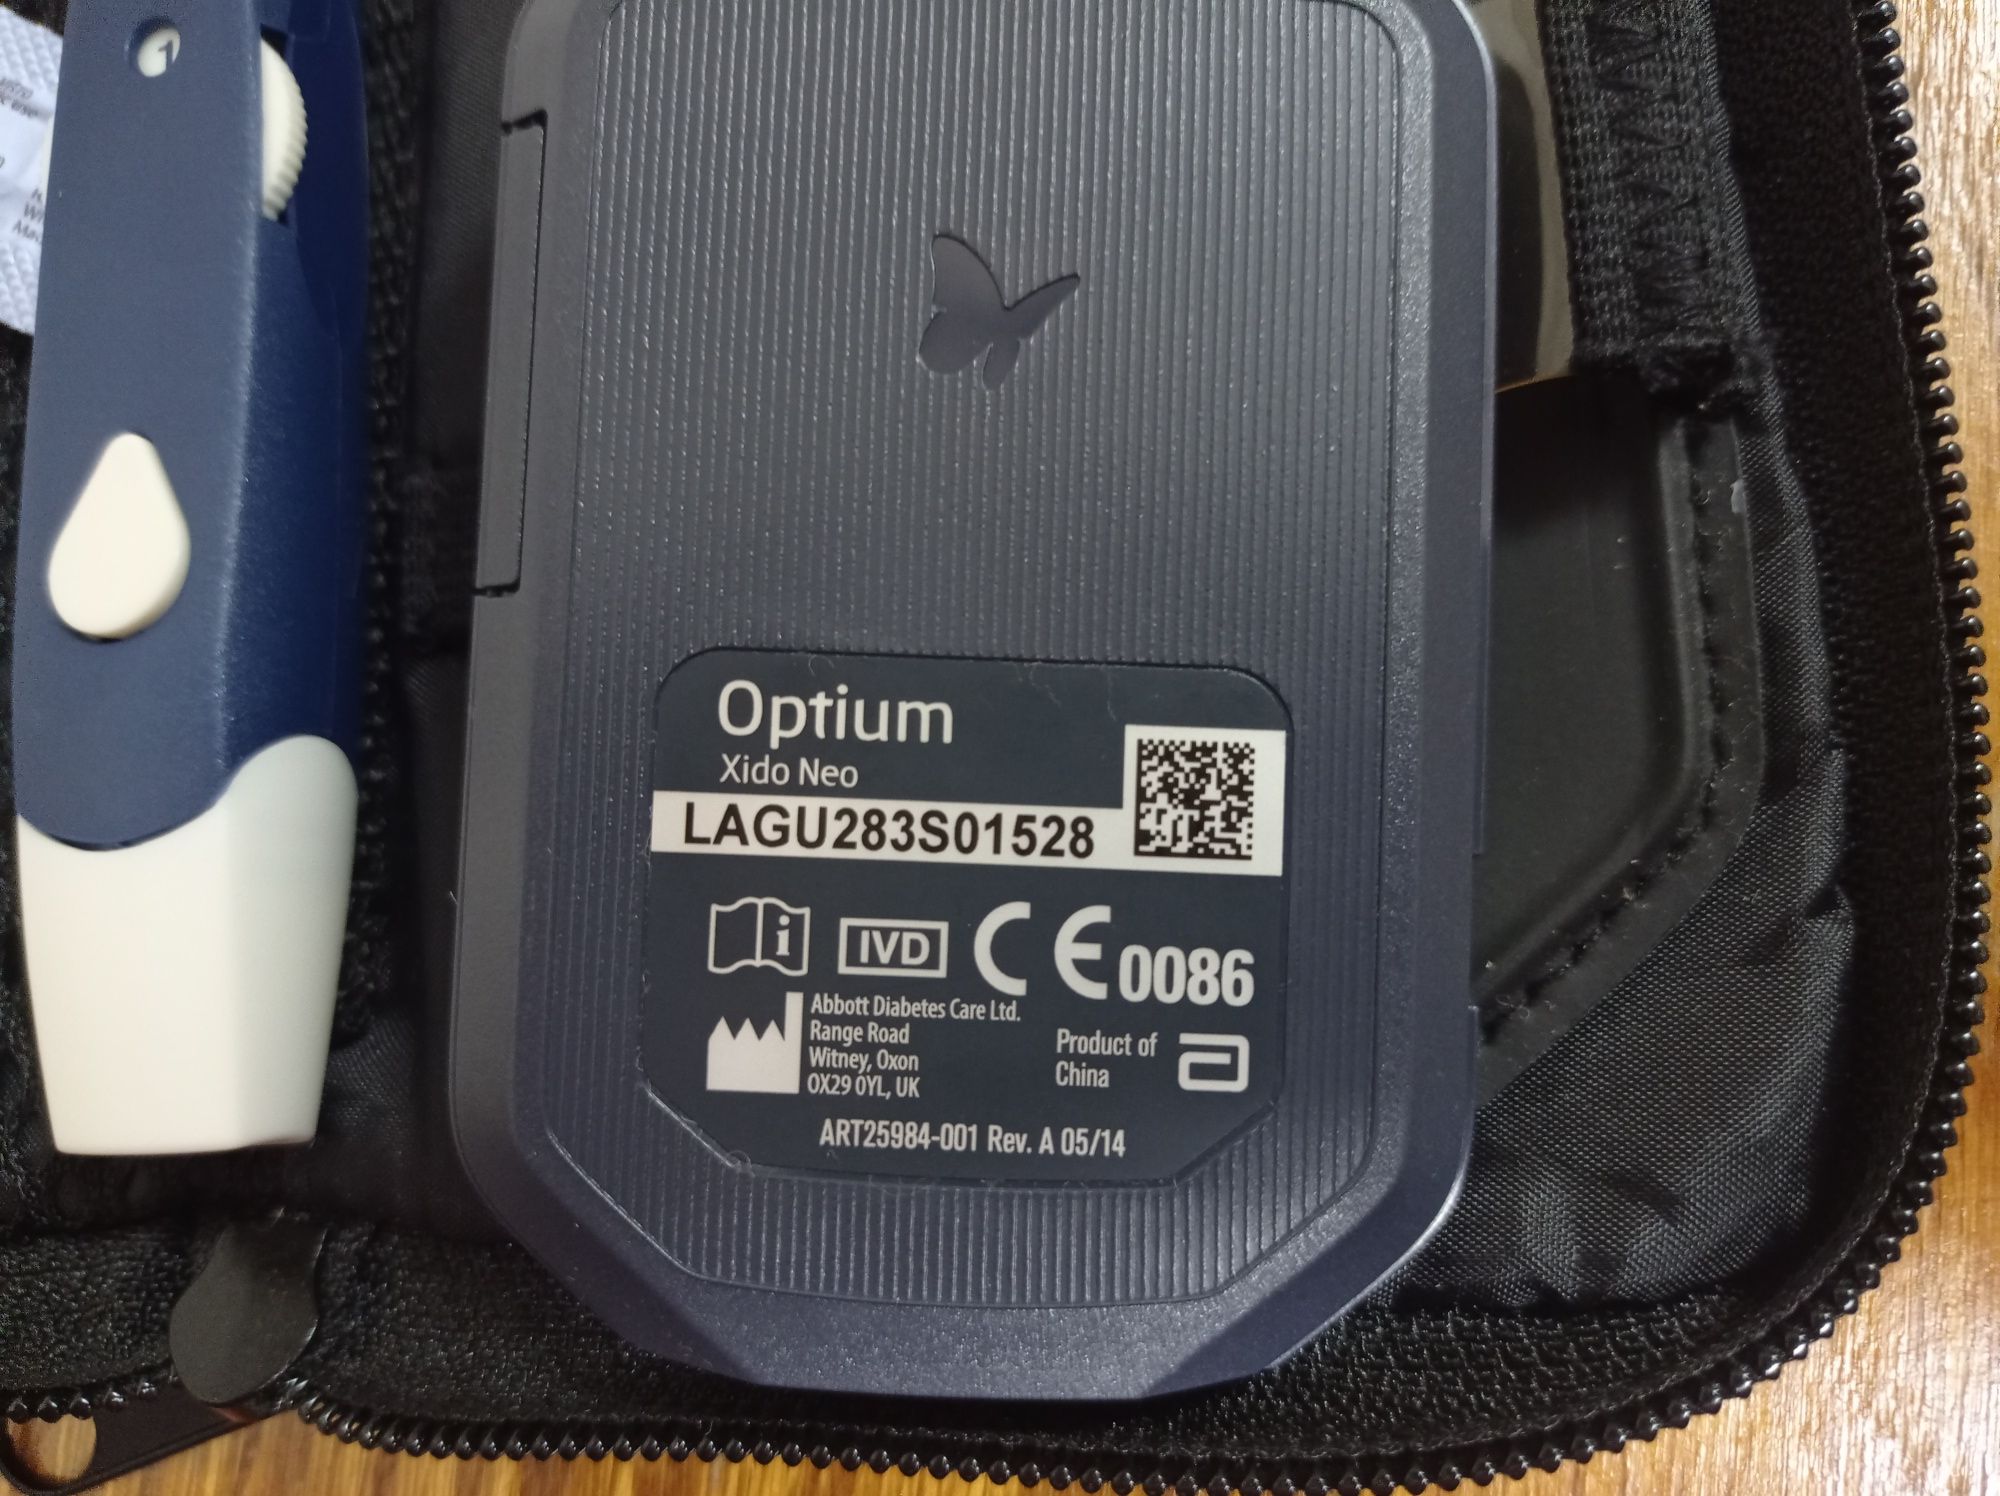 1
Optium
Xido Neo
LAGU283S01528
i
IVD
CE 0086
Abbott Diabetes Care Ltd.
Range Road
Witney, Oxon
OX29 0YL, UK
Product of
China
ART25984-001 Rev. A 05/14